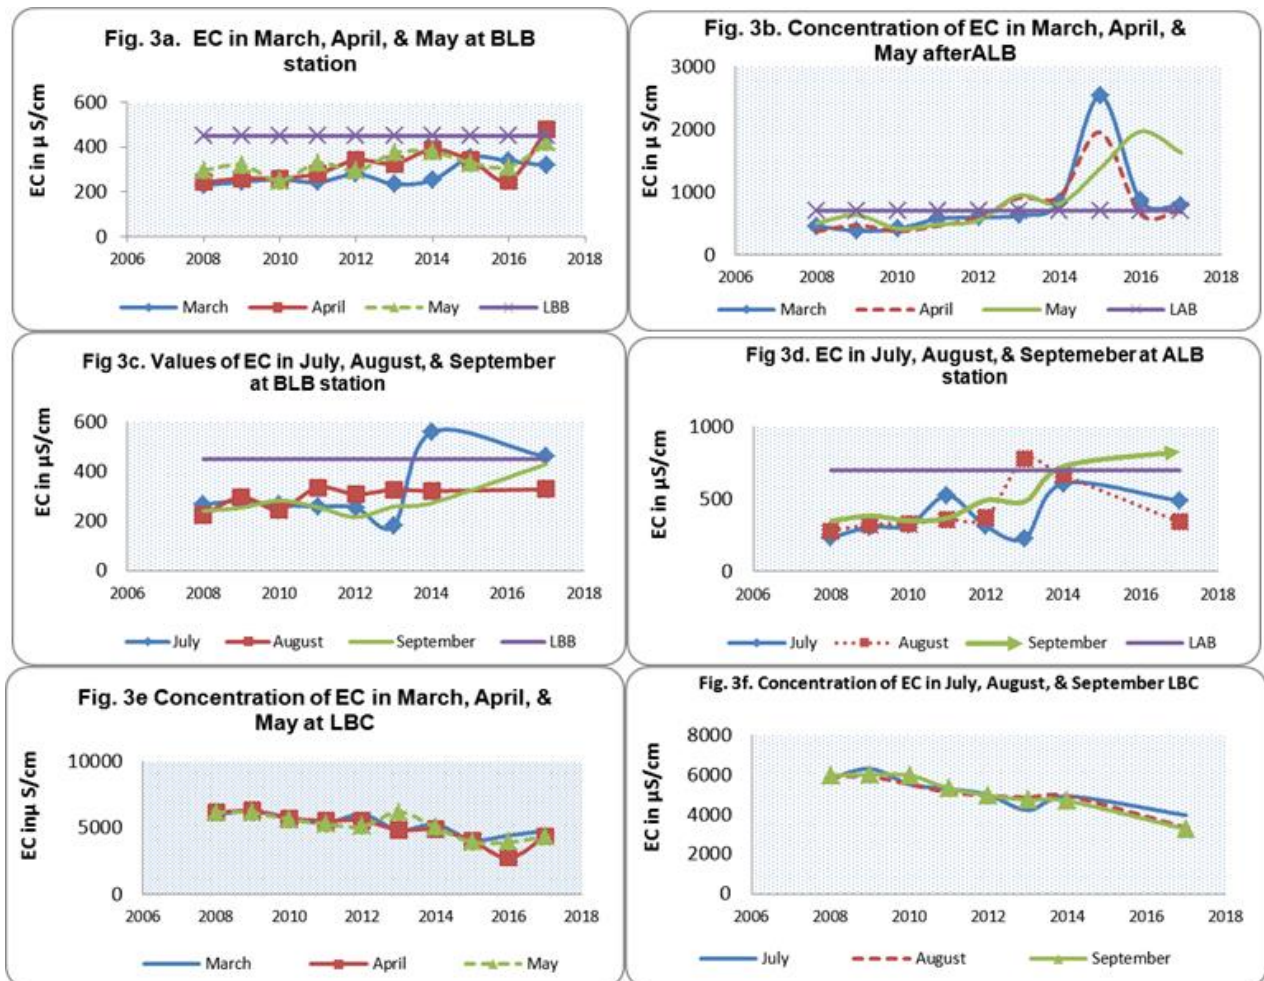 Fig. 3a. EC in March, April, & May at BLB
station
EC in µ S/cm
600
400
200
0
2006 2008 2010 2012 2014 2016 2018
March April May LBB
Fig. 3b. Concentration of EC in March, April, &
May afterALB
EC in µ S/cm
3000
2000
1000
0
2006 2008 2010 2012 2014 2016 2018
March April May LAB
Fig 3c. Values of EC in July, August, & September
at BLB station
EC in µS/cm
600
400
200
0
2006 2008 2010 2012 2014 2016 2018
July August September LBB
Fig 3d. EC in July, August, & Septemeber at ALB
station
EC in µS/cm
1000
500
0
2006 2008 2010 2012 2014 2016 2018
July August September LAB
Fig. 3e Concentration of EC in March, April, &
May at LBC
EC inµ S/cm
10000
5000
0
2006 2008 2010 2012 2014 2016 2018
March April May
Fig. 3f. Concentration of EC in July, August, & September LBC
EC in µS/cm
8000
6000
4000
2000
0
2006 2008 2010 2012 2014 2016 2018
July August September